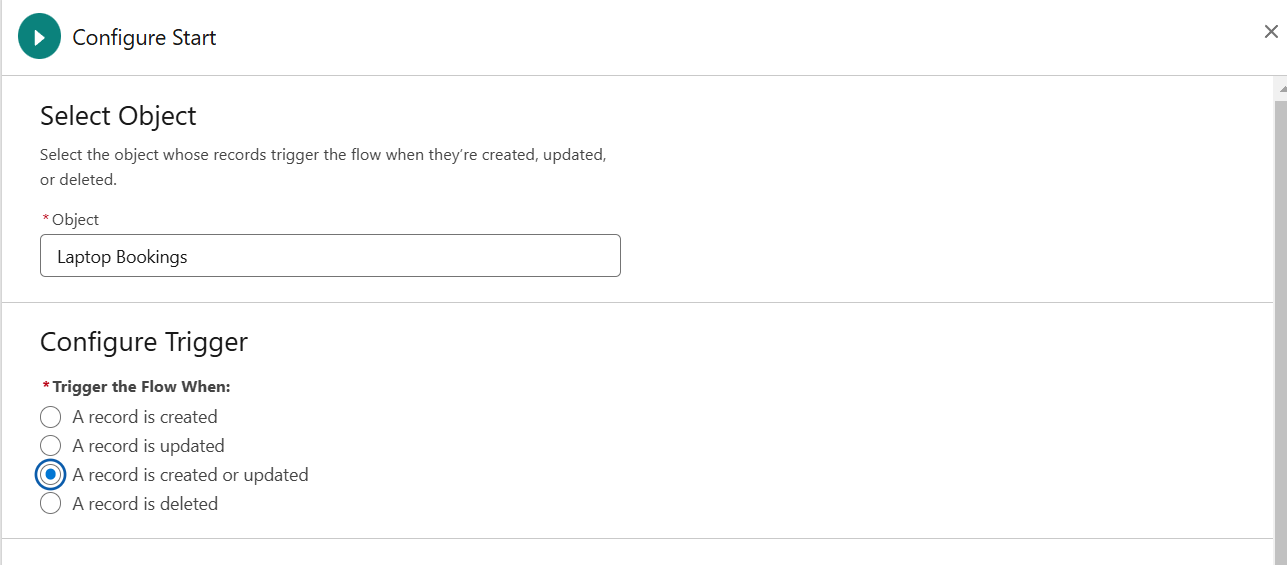 Configure Start
Select Object
Select the object whose records trigger the flow when they’re created, updated,
or deleted.
* Object
Laptop Bookings
Configure Trigger
* Trigger the Flow When:
A record is created
A record is updated
A record is created or updated
A record is deleted